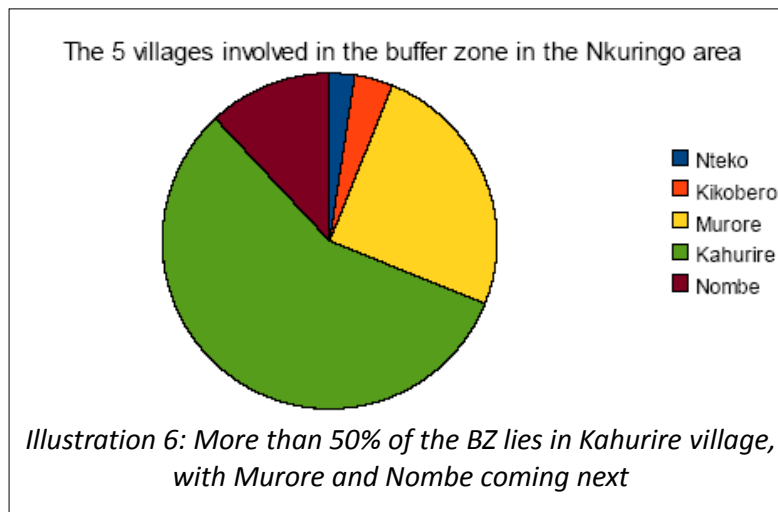 The 5 villages involved in the buffer zone in the Nkuringo area
Nteko
Kikobero
Murore
Kahurire
Nombe
Illustration 6: More than 50% of the BZ lies in Kahurire village,
with Murore and Nombe coming next